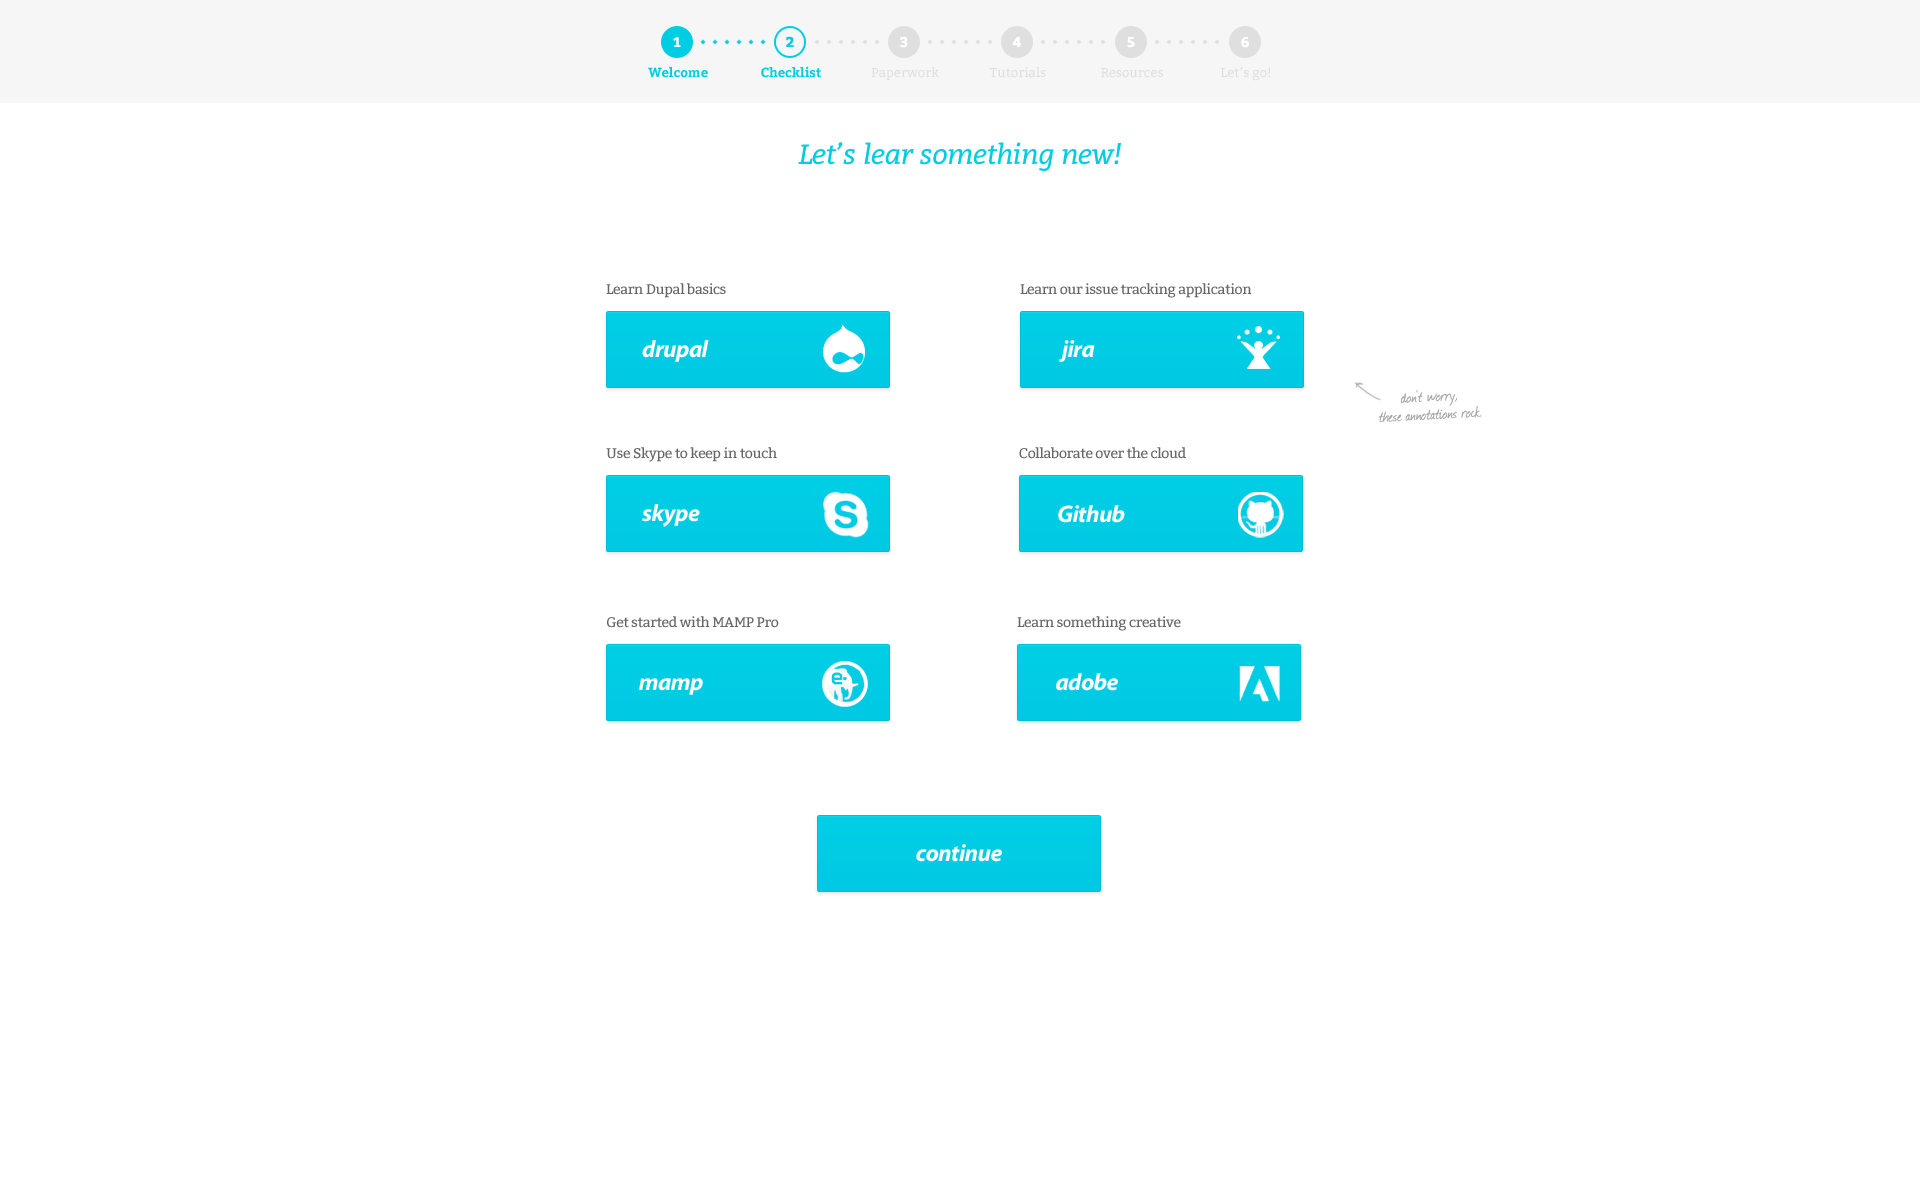 1 2 3 4 5 6
Welcome Checklist Paperwork Tutorials Resources Let's go!
Let's lear something new!
Learn Dupal basics
drupal
Learn our issue tracking application
jira
don't worry,
these annotations rock.
Use Skype to keep in touch
skype
S
Collaborate over the cloud
Github
Get started with MAMP Pro
mamp
e:
Learn something creative
adobe
continue